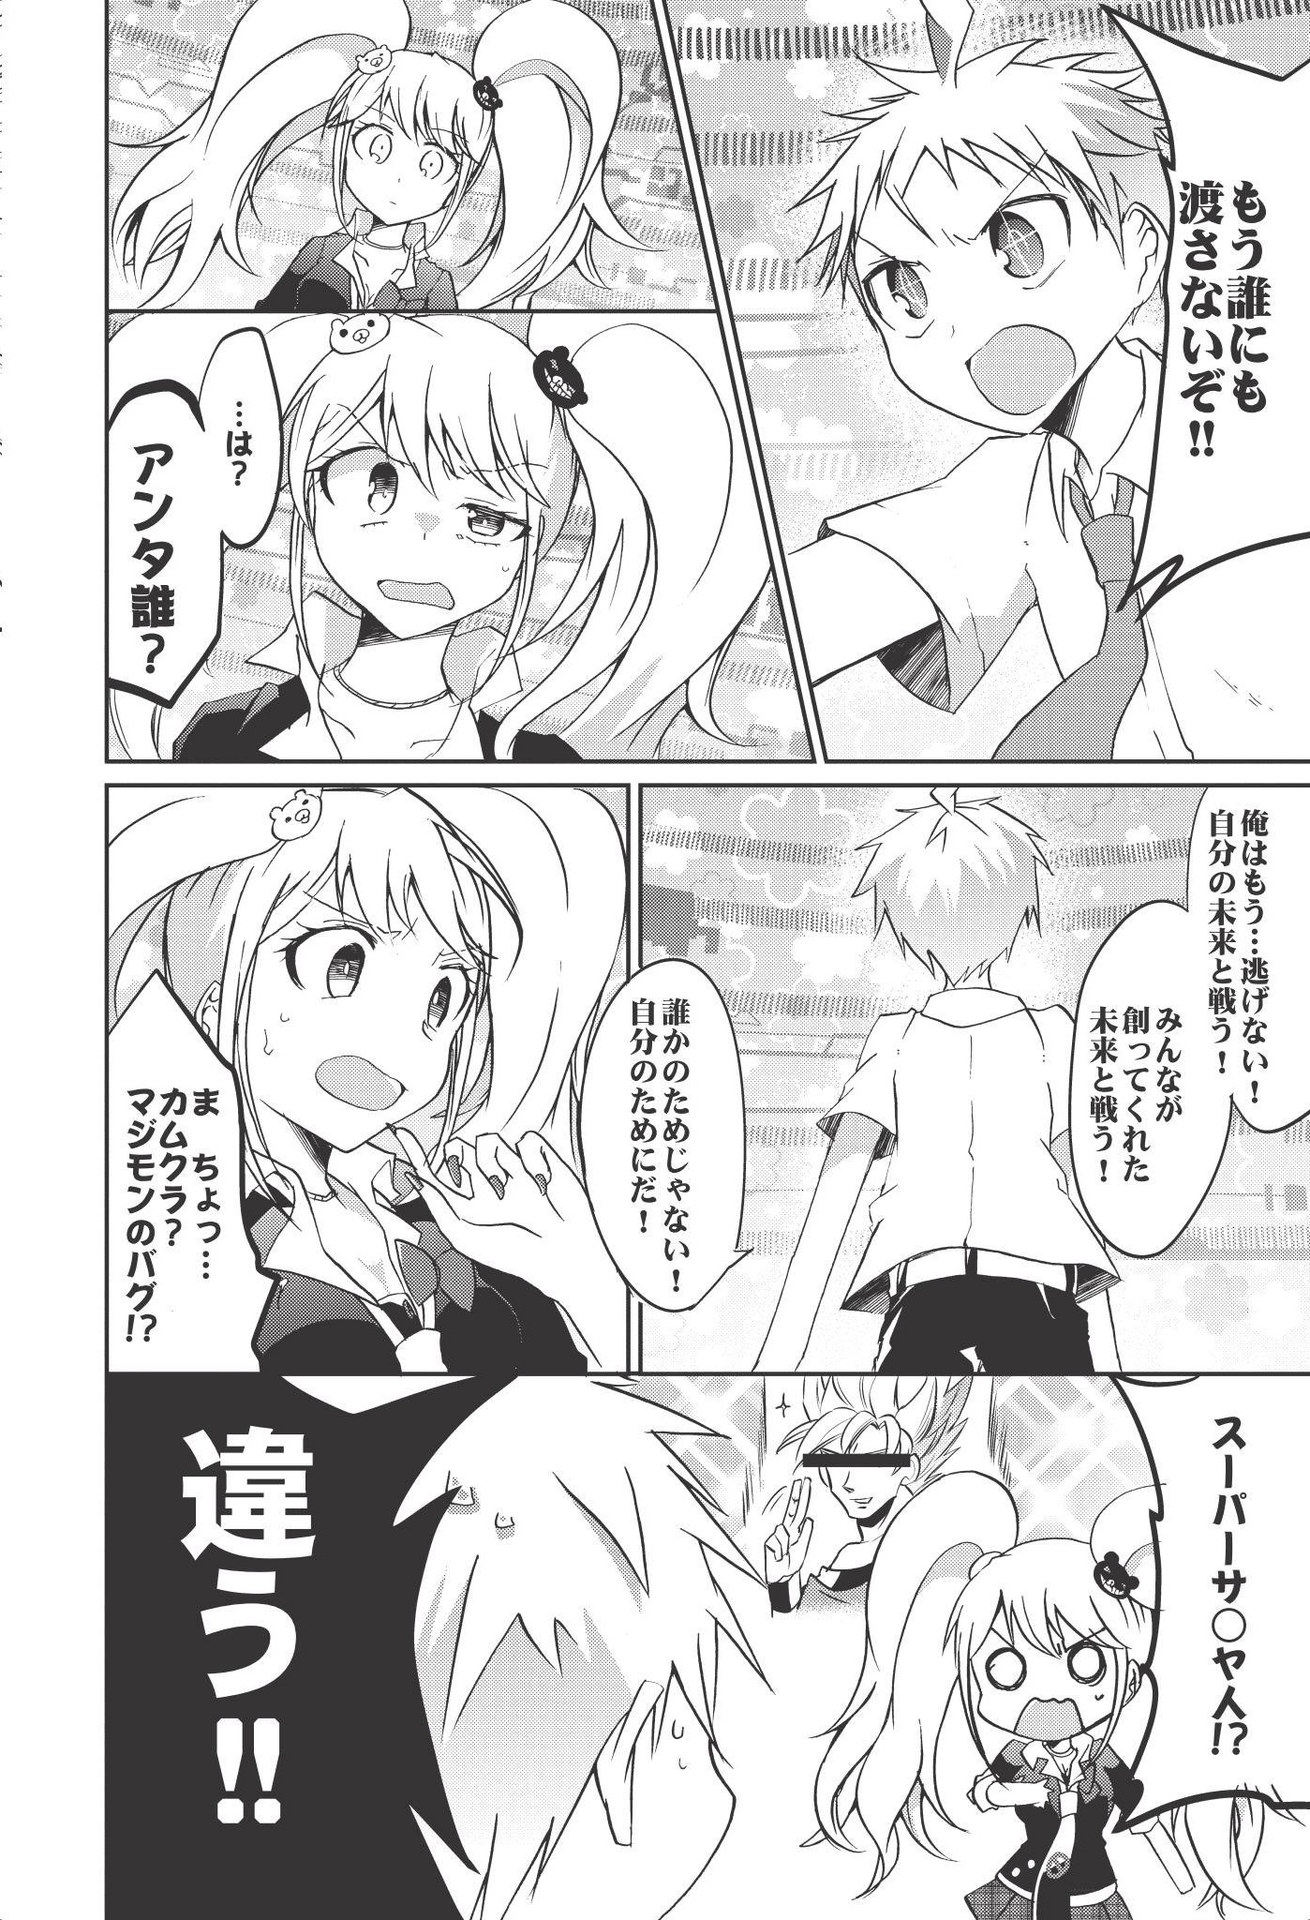 もう誰にも
渡さないぞ!!
…は?
アンタ誰?
俺はもう…逃げない!
自分の未来と戦う!
みんなが
創ってくれた
未来と戦う!
誰かのためじゃない!
自分のためにだ!
ま ちょっ…
カムクラ?
マジモンのバグ!?
スーパーサ○ヤ人!?
違う!!